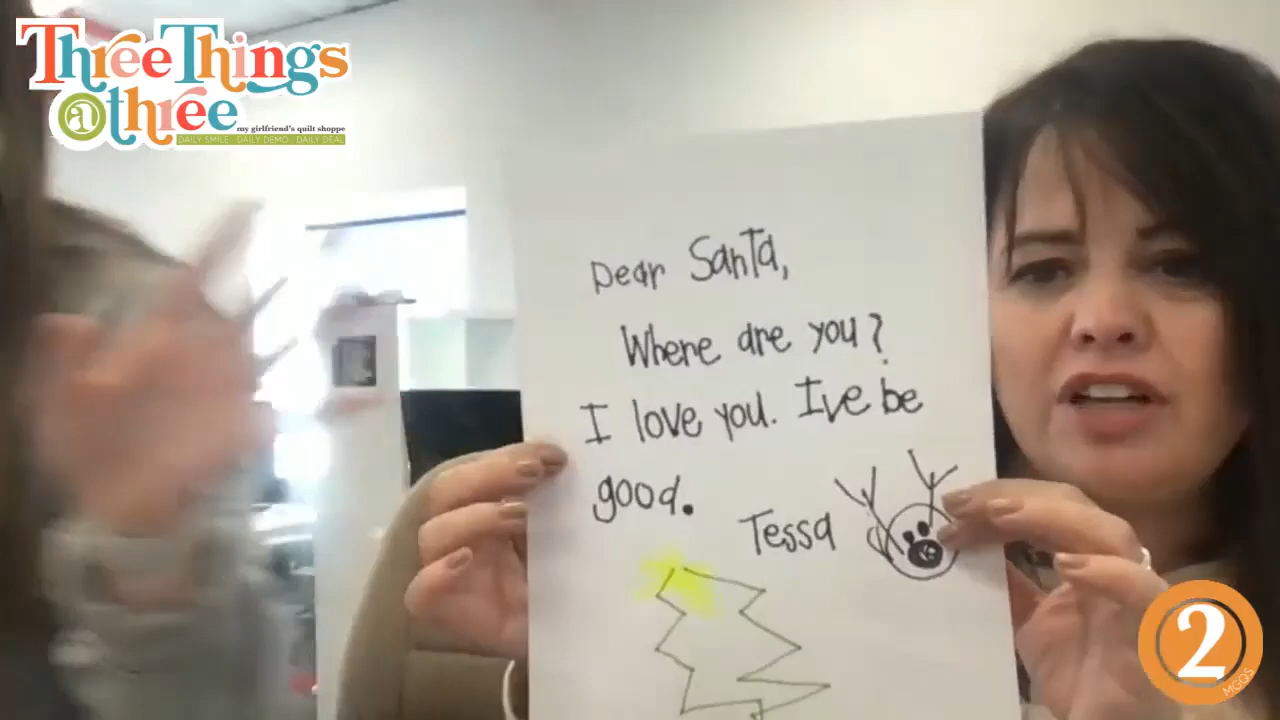 Three Things
@three
my girlfriend's quilt shoppe
DAILY SMILE DAILY DEMO DAILY DEAL
Dear Santa,
Where are you?
I love you. Ive be
good.
Tessa
2
MGQS